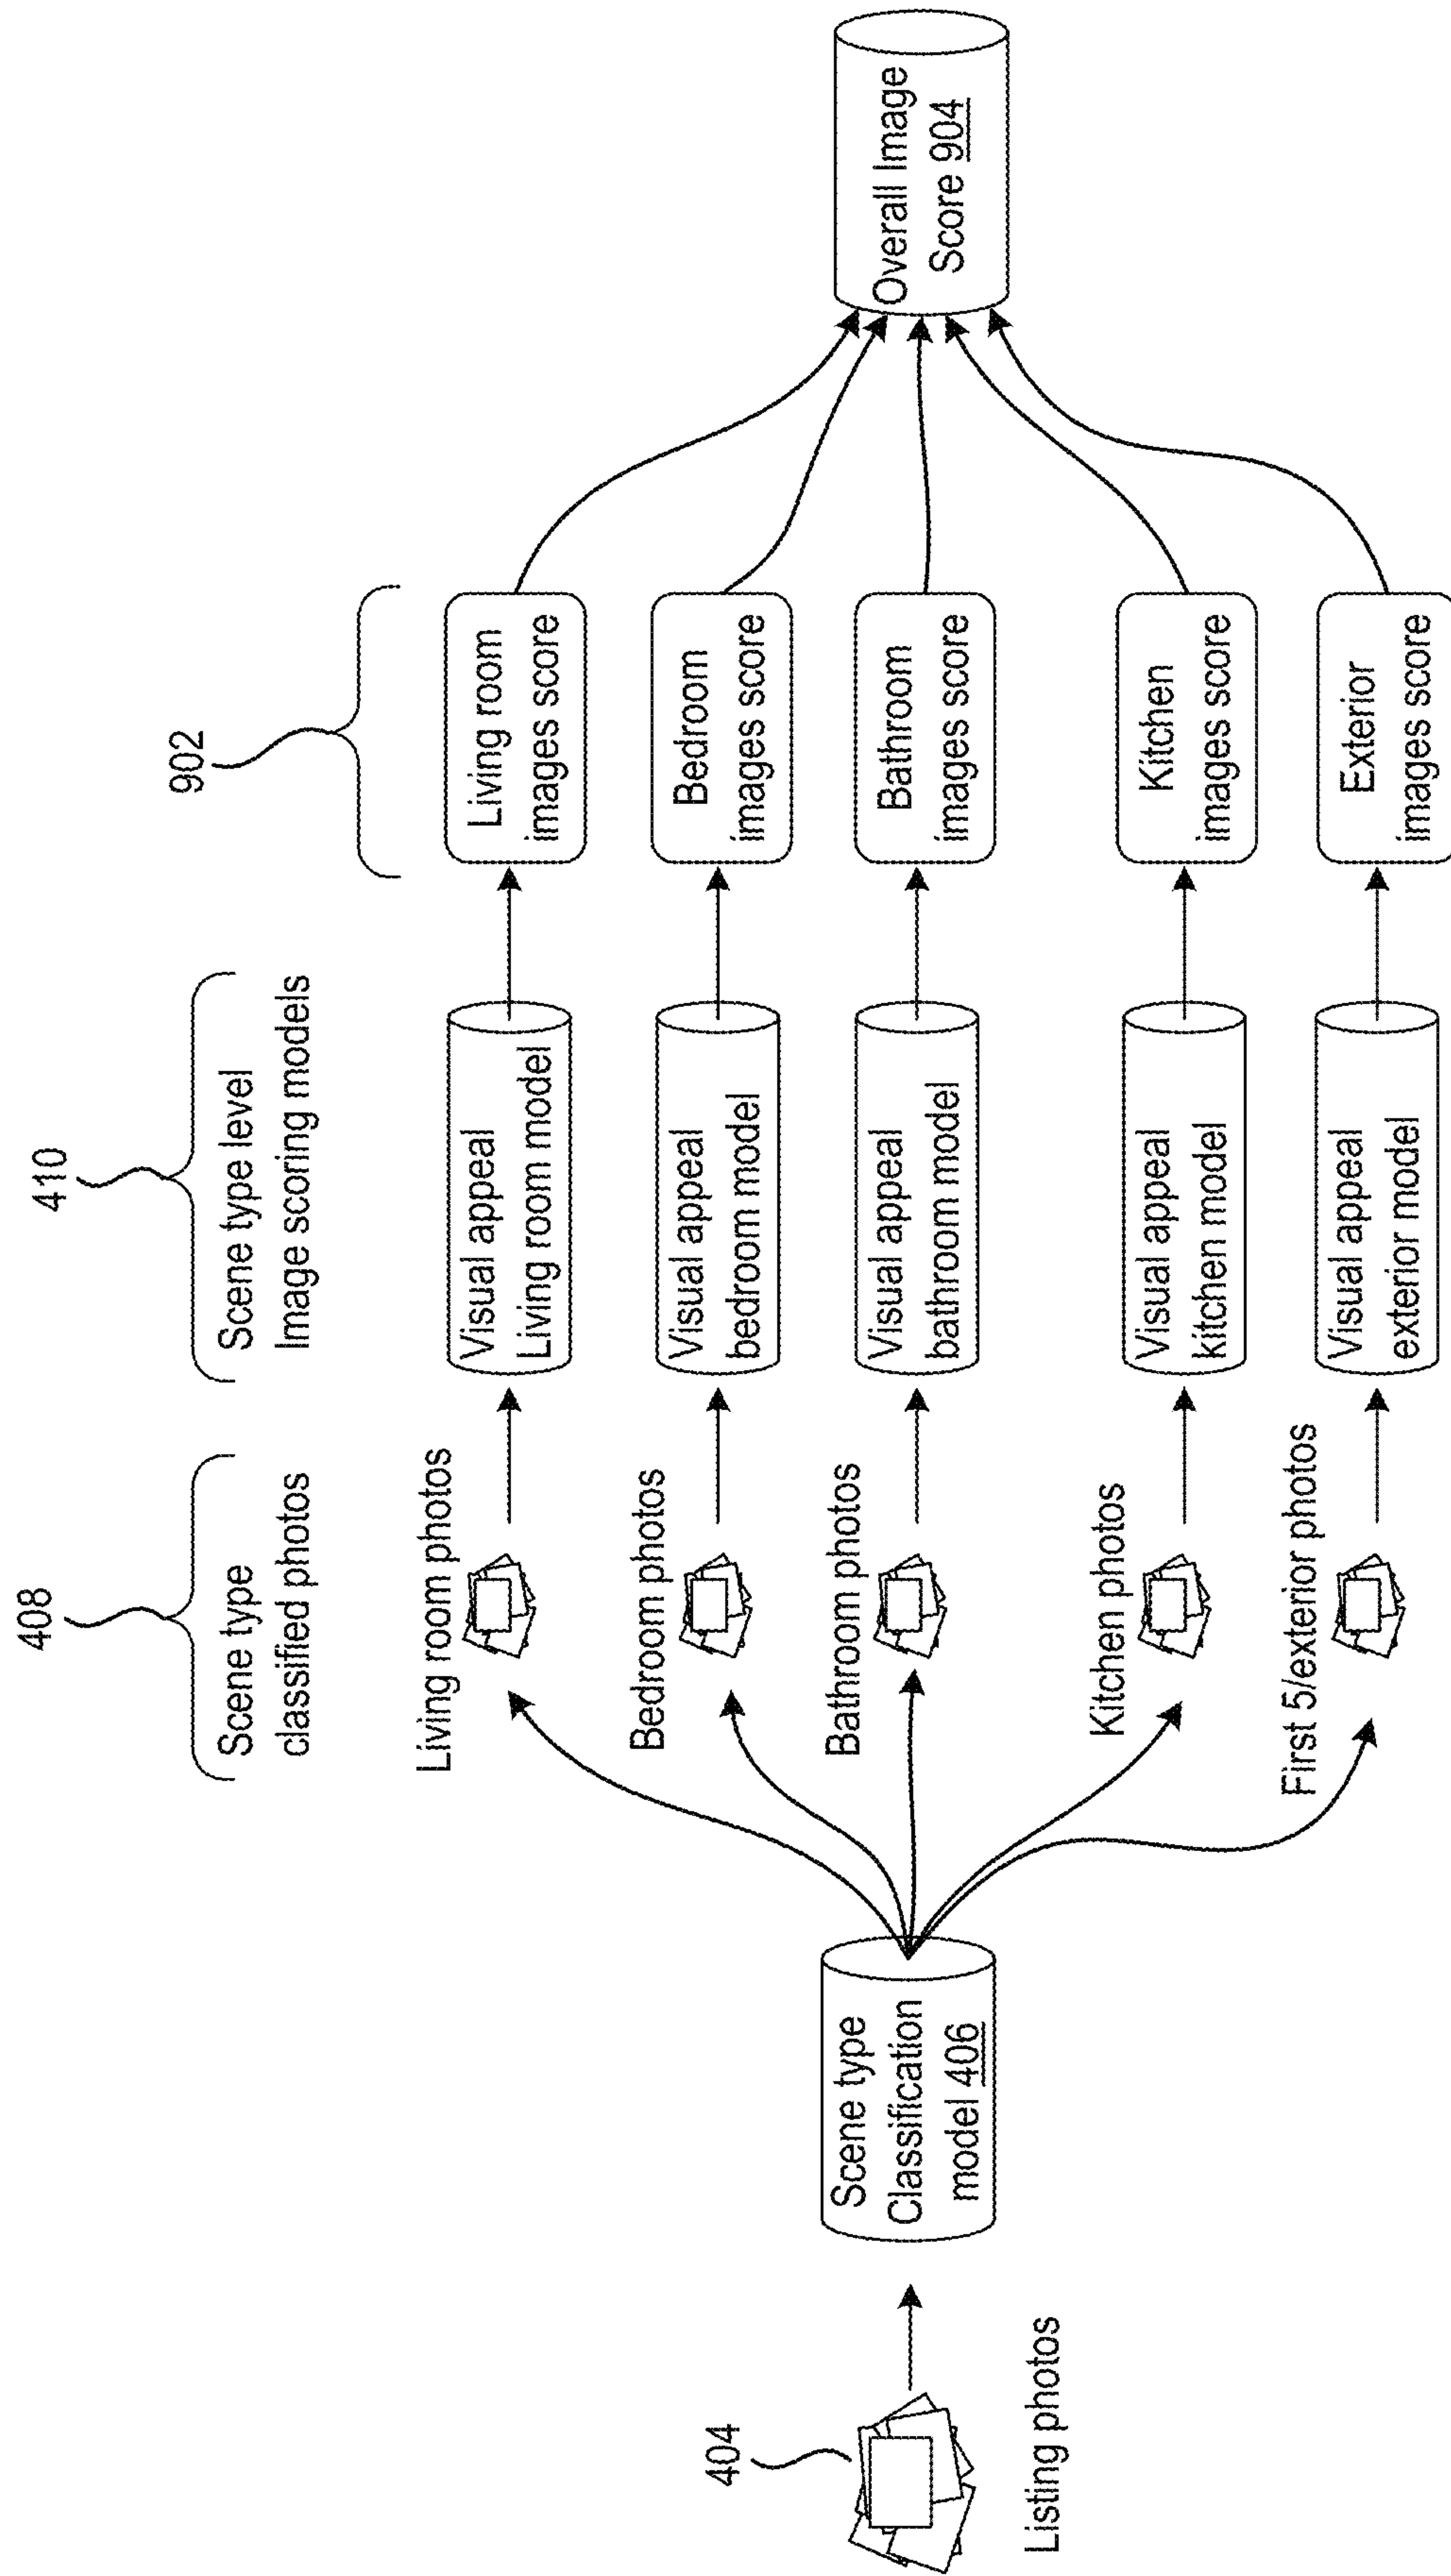 404
Listing photos
Scene type
Classification
model 406
408
Scene type
classified photos
Living room photos
Bedroom photos
Bathroom photos
Kitchen photos
First 5/exterior photos
410
Scene type level
Image scoring models
Visual appeal
Living room model
Visual appeal
bedroom model
Visual appeal
bathroom model
Visual appeal
kitchen model
Visual appeal
exterior model
902
Living room
images score
Bedroom
images score
Bathroom
images score
Kitchen
images score
Exterior
images score
Overall Image
Score 904